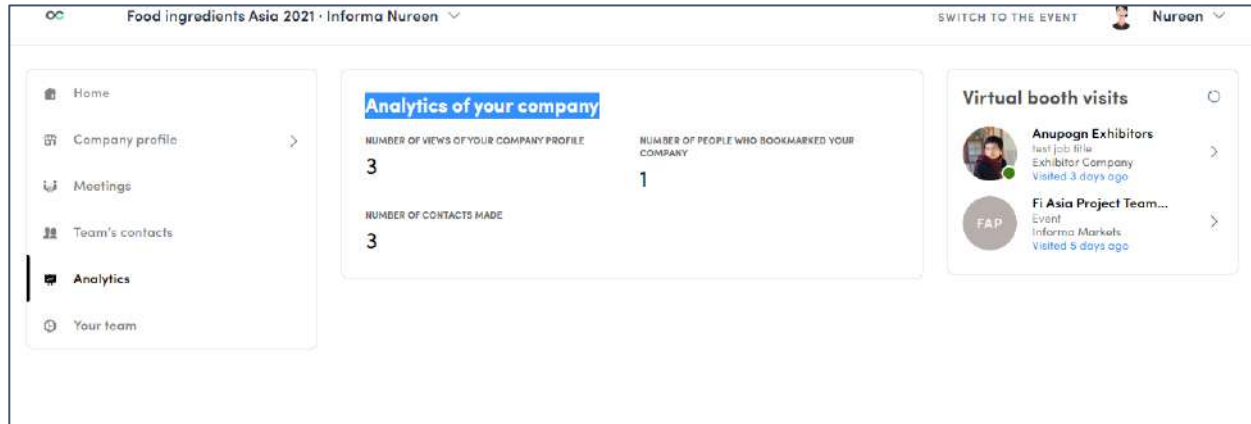 Food ingredients Asia 2021 · Informa Nureen
SWITCH TO THE EVENT
Nureen
Home
Company profile
Meetings
Team's contacts
Analytics
Your team
Analytics of your company
NUMBER OF VIEWS OF YOUR COMPANY PROFILE
3
NUMBER OF PEOPLE WHO BOOKMARKED YOUR
COMPANY
1
NUMBER OF CONTACTS MADE
3
Virtual booth visits
Anupogn Exhibitors
test job title
Exhibitor Company
Visited 3 days ago
FAP
Fi Asia Project Team...
Event
Informa Markets
Visited 5 days ago